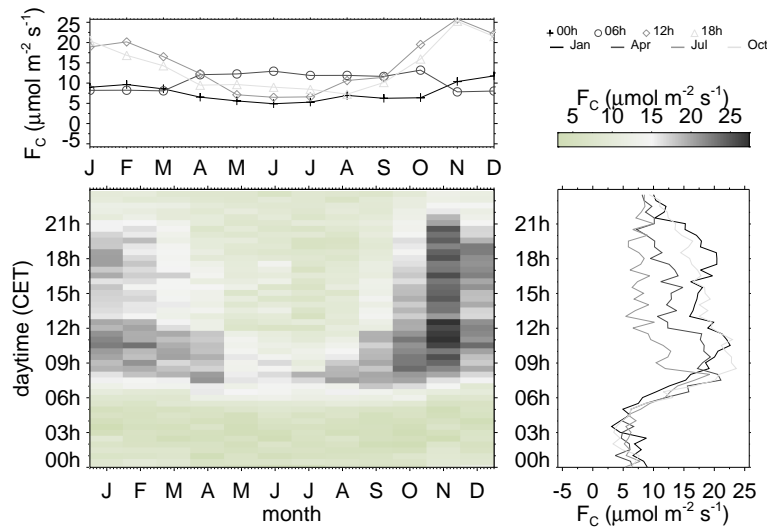 25
20
15
10
5
0
-5
F_C (μmol m⁻² s⁻¹)
J F M A M J J A S O N D
00h 06h 12h 18h
Jan Apr Jul Oct
F_C (μmol m⁻² s⁻¹)
5 10 15 20 25
21h
18h
15h
12h
09h
06h
03h
00h
daytime (CET)
J F M A M J J A S O N D
month
21h
18h
15h
12h
09h
06h
03h
00h
-5 0 5 10 15 20 25
F_C (μmol m⁻² s⁻¹)